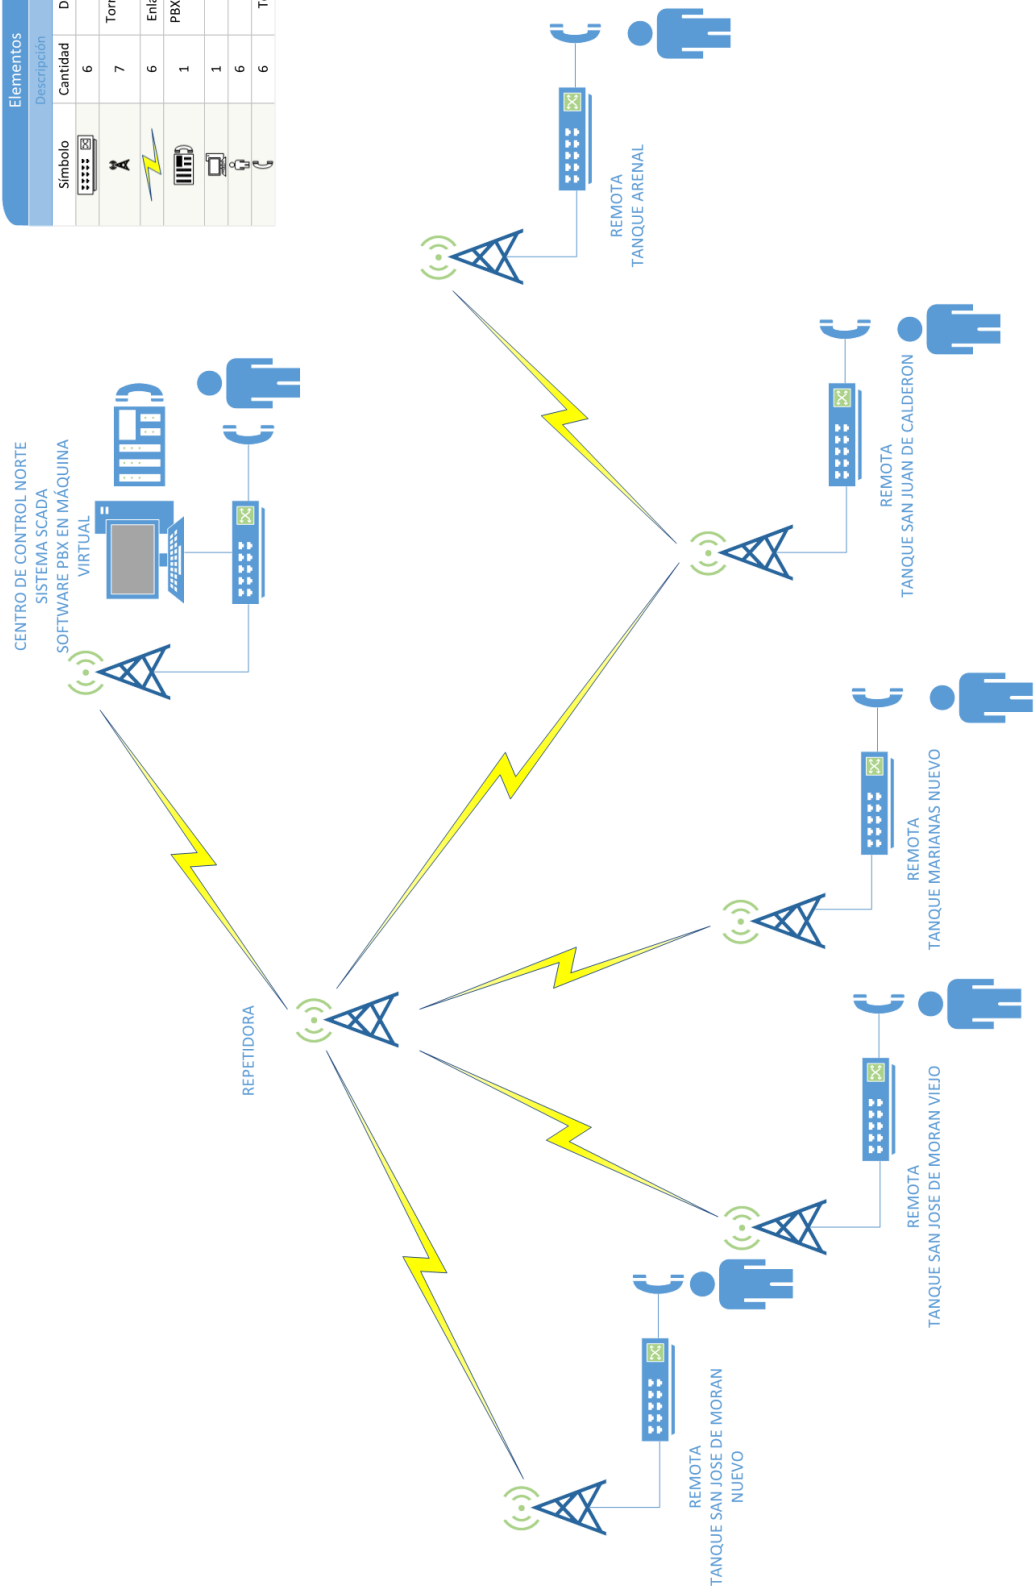 CENTRO DE CONTROL NORTE
SISTEMA SCADA
SOFTWARE PBX EN MÁQUINA
VIRTUAL
Elementos
Descripción
Símbolo Cantidad
6
7
6
1 PBX
1
6
6
REPETIDORA
REMOTA
TANQUE ARENAL
REMOTA
TANQUE SAN JUAN DE CALDERON
REMOTA
TANQUE MARIANAS NUEVO
REMOTA
TANQUE SAN JOSE DE MORAN VIEJO
REMOTA
TANQUE SAN JOSE DE MORAN
NUEVO